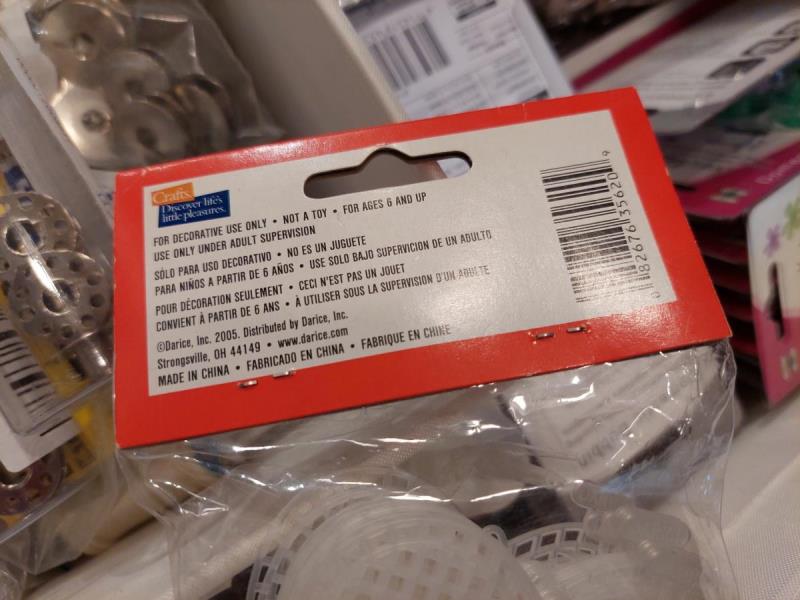 Crafts
Discover life's
little pleasures.
FOR DECORATIVE USE ONLY • NOT A TOY • FOR AGES 6 AND UP
USE ONLY UNDER ADULT SUPERVISION
SÓLO PARA USO DECORATIVO • NO ES UN JUGUETE
PARA NIÑOS A PARTIR DE 6 AÑOS • USE SOLO BAJO SUPERVICION DE UN ADULTO
POUR DÉCORATION SEULEMENT • CECI N'EST PAS UN JOUET
CONVIENT À PARTIR DE 6 ANS • À UTILISER SOUS LA SUPERVISION D'UN ADULTE
©Darice, Inc. 2005. Distributed by Darice, Inc.
Strongsville, OH 44149 • www.darice.com
MADE IN CHINA • FABRICADO EN CHINA • FABRIQUE EN CHINE
0 82676 35620 9